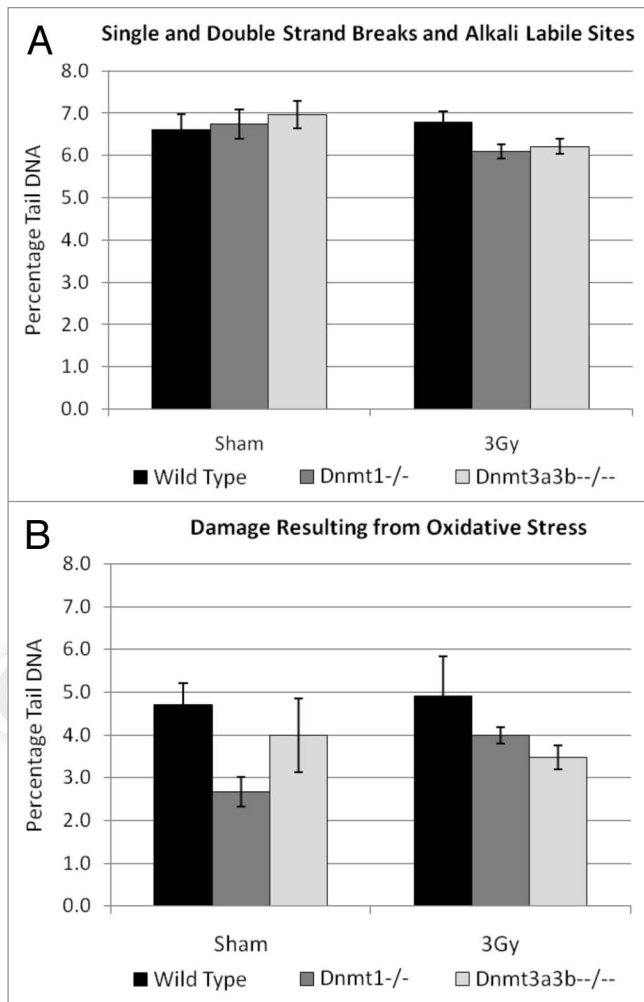 A
Single and Double Strand Breaks and Alkali Labile Sites
8.0
7.0
6.0
5.0
4.0
3.0
2.0
1.0
0.0
Percentage Tail DNA
Sham 3Gy
Wild Type Dnmt1-/- Dnmt3a3b--/--
B
Damage Resulting from Oxidative Stress
8.0
7.0
6.0
5.0
4.0
3.0
2.0
1.0
0.0
Percentage Tail DNA
Sham 3Gy
Wild Type Dnmt1-/- Dnmt3a3b--/--